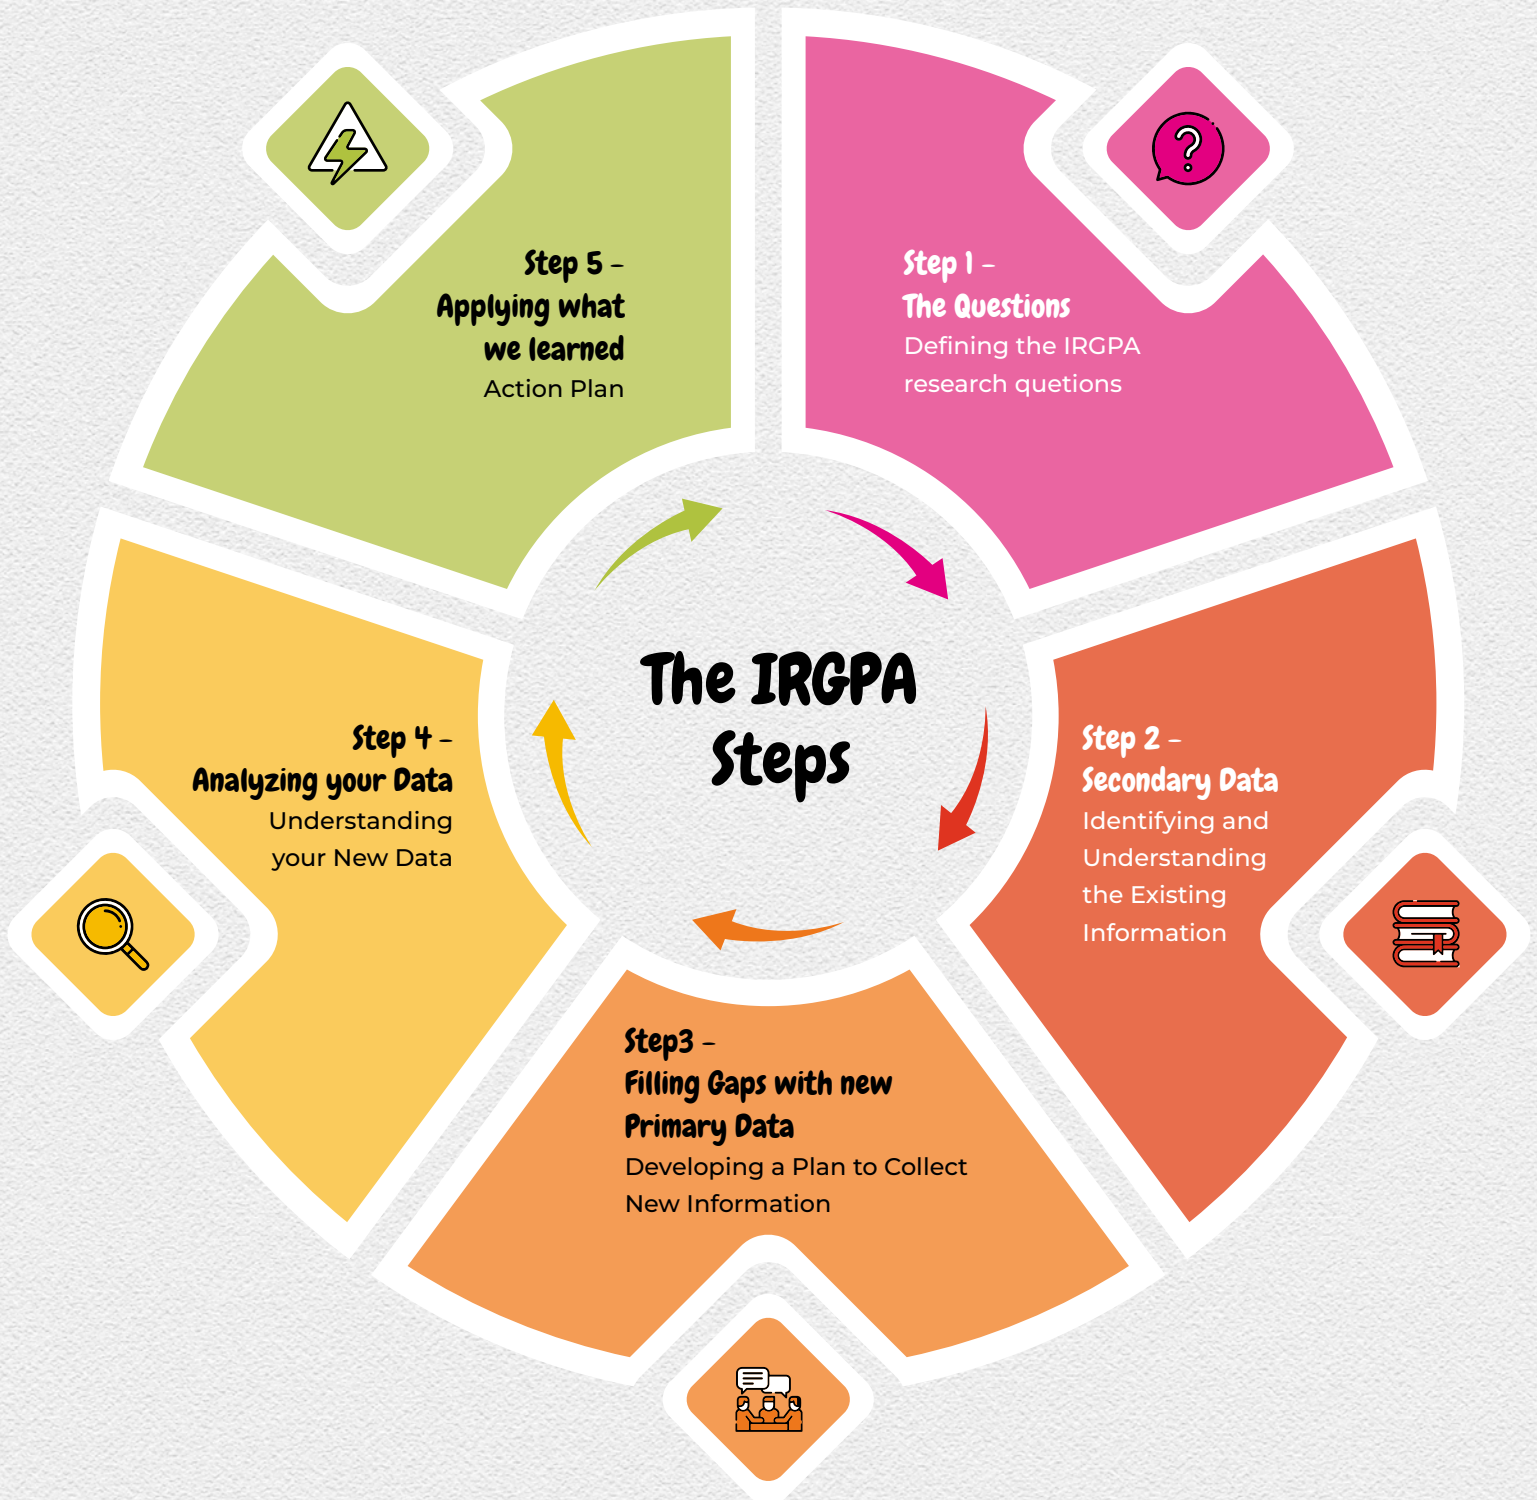 The IRGPA
Steps
Step 1 –
The Questions
Defining the IRGPA
research quetions
Step 2 –
Secondary Data
Identifying and
Understanding
the Existing
Information
Step3 –
Filling Gaps with new
Primary Data
Developing a Plan to Collect
New Information
Step 4 –
Analyzing your Data
Understanding
your New Data
Step 5 –
Applying what
we learned
Action Plan